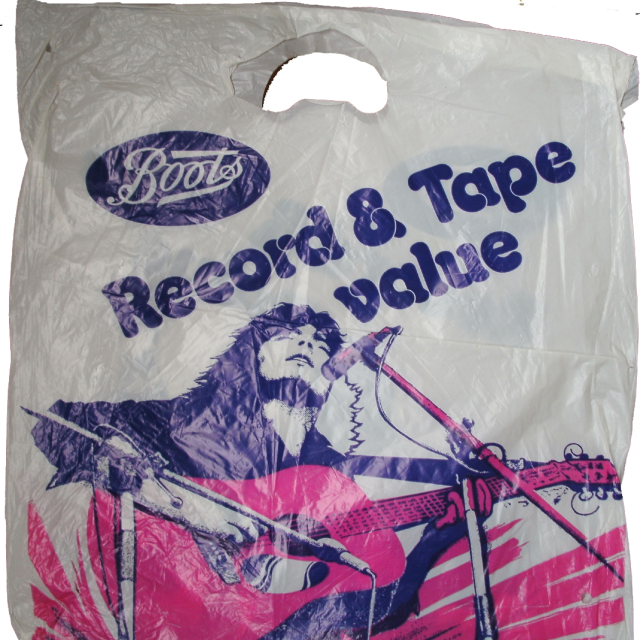 Boots
Record & Tape
value